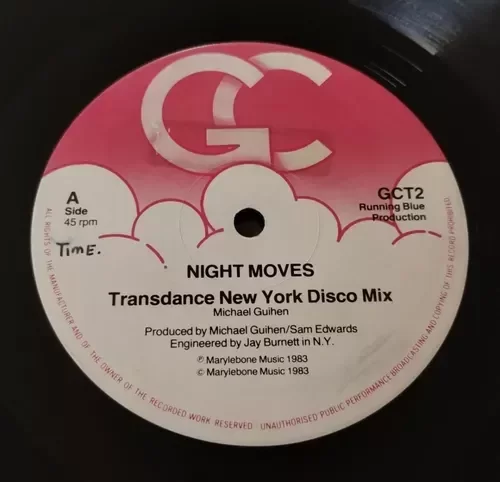 GC
A
Side
45 rpm
GCT2
Running Blue
Production
Time.
NIGHT MOVES
Transdance New York Disco Mix
Michael Guihen
Produced by Michael Guihen/Sam Edwards
Engineered by Jay Burnett in N.Y.
℗ Marylebone Music 1983
© Marylebone Music 1983
ALL RIGHTS OF THE MANUFACTURER AND OF THE OWNER OF THE RECORDED WORK RESERVED · UNAUTHORISED PUBLIC PERFORMANCE BROADCASTING AND COPYING OF THIS RECORD PROHIBITED.